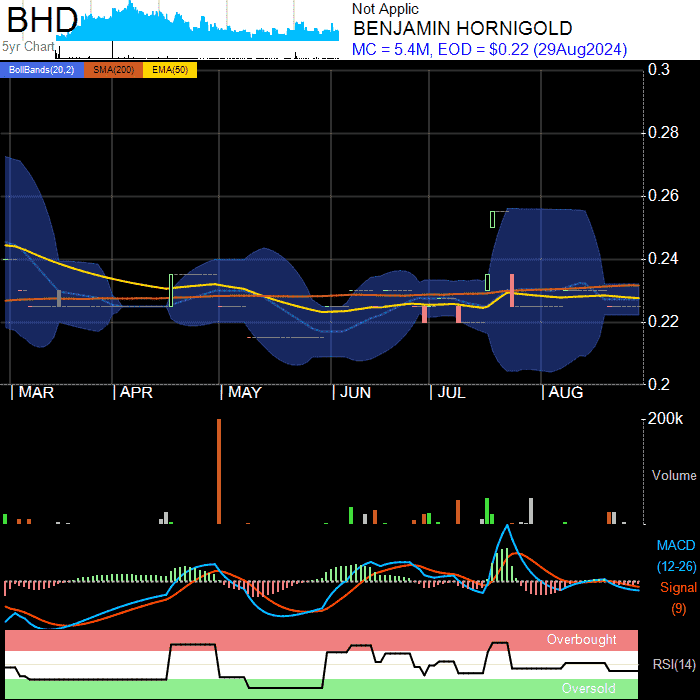 BHD
5yr Chart
Not Applic
BENJAMIN HORNIGOLD
MC = 5.4M, EOD = $0.22 (29Aug2024)
BollBands(20,2) SMA(200) EMA(50)
0.3
0.28
0.26
0.24
0.22
0.2
MAR APR MAY JUN JUL AUG
200k
Volume
MACD
(12-26)
Signal
(9)
Overbought
RSI(14)
Oversold